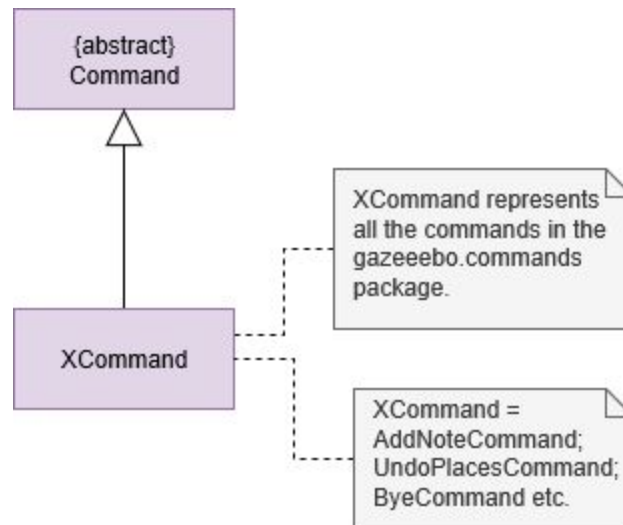 {abstract}
Command
XCommand represents
all the commands in the
gazeeebo.commands
package.
XCommand
XCommand =
AddNoteCommand;
UndoPlacesCommand;
ByeCommand etc.